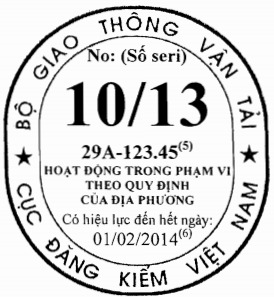 BỘ GIAO THÔNG VẬN TẢI
No: (Số seri)
10/13
29A-123.45(5)
HOẠT ĐỘNG TRONG PHẠM VI
THEO QUY ĐỊNH
CỦA ĐỊA PHƯƠNG
Có hiệu lực đến hết ngày:
01/02/2014(6)
★ CỤC ĐĂNG KIỂM VIỆT NAM ★